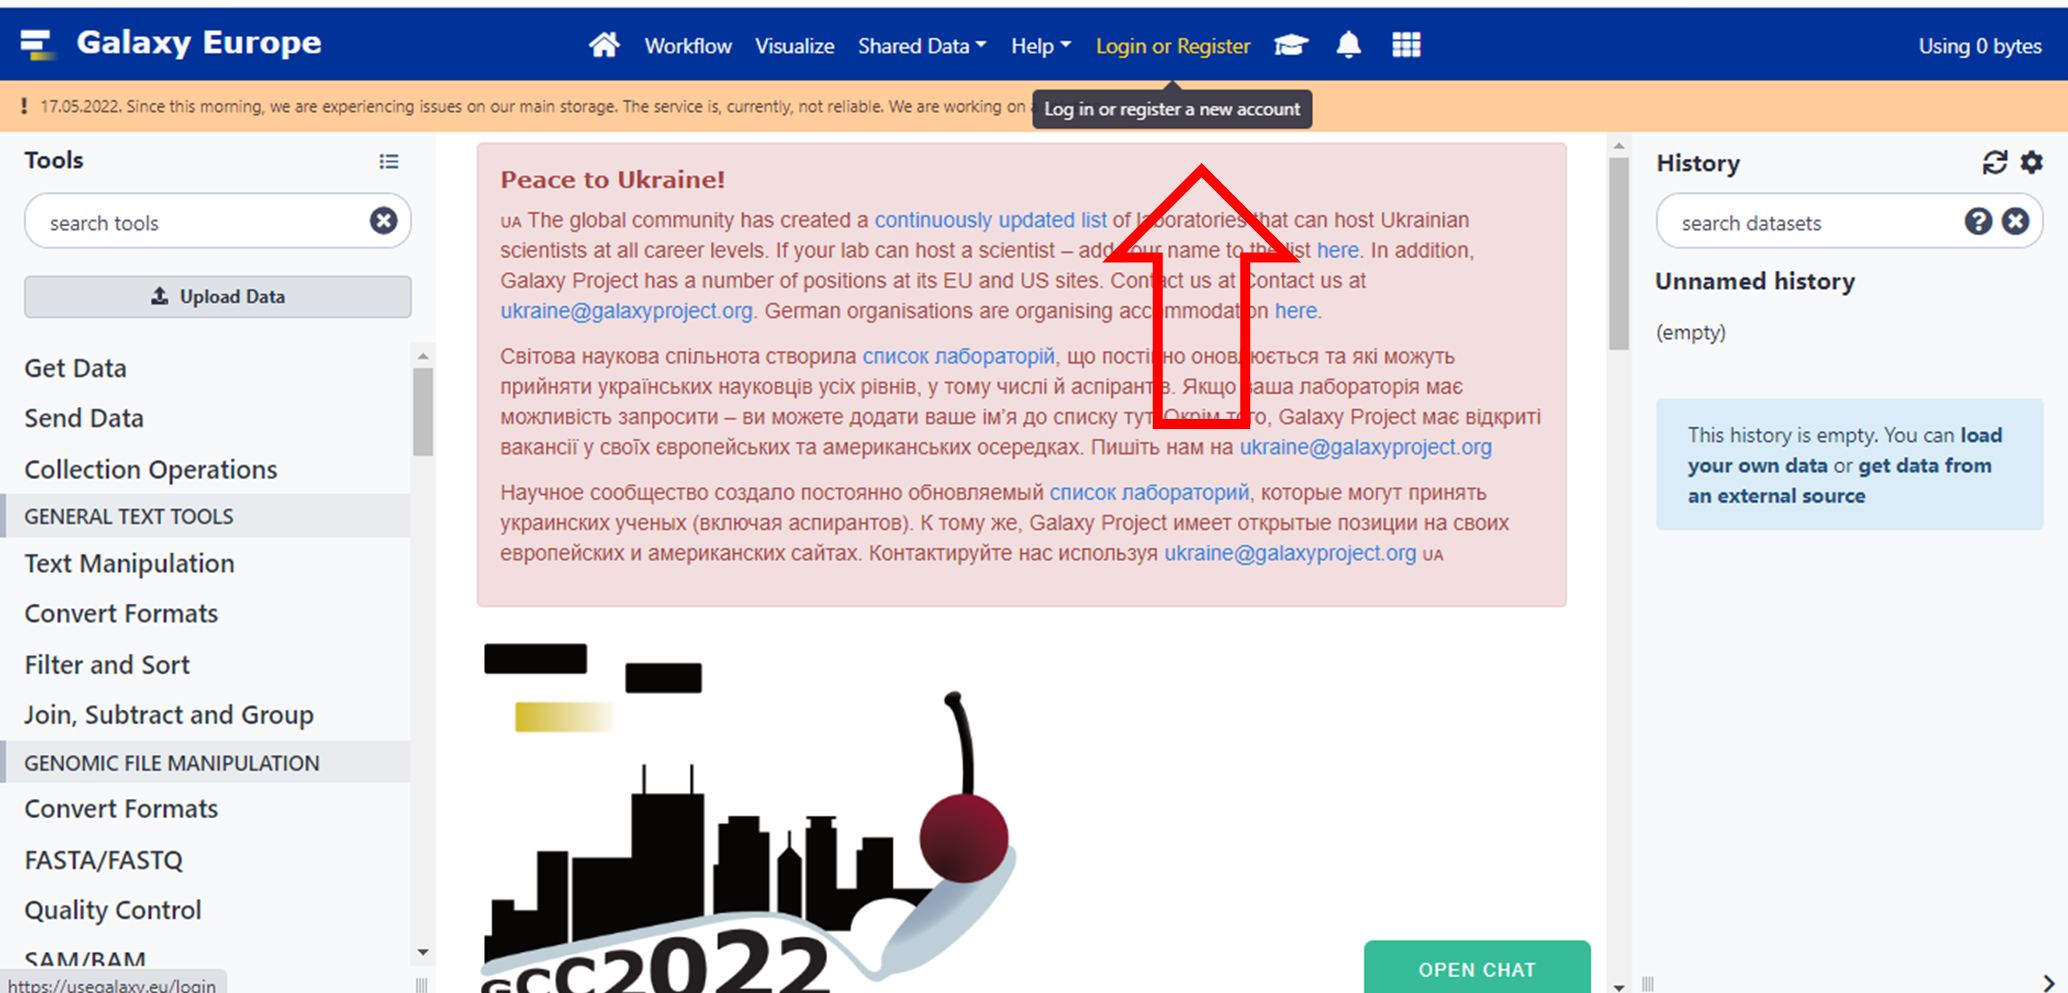 Galaxy Europe
Workflow Visualize Shared Data Help Login or Register
Using 0 bytes
17.05.2022. Since this morning, we are experiencing issues on our main storage. The service is, currently, not reliable. We are working on
Log in or register a new account
Tools
search tools
Upload Data
Get Data
Send Data
Collection Operations
GENERAL TEXT TOOLS
Text Manipulation
Convert Formats
Filter and Sort
Join, Subtract and Group
GENOMIC FILE MANIPULATION
Convert Formats
FASTA/FASTQ
Quality Control
SAM/BAM
https://usegalaxy.eu/login
Peace to Ukraine!
UA The global community has created a continuously updated list of laboratories that can host Ukrainian
scientists at all career levels. If your lab can host a scientist – add your name to the list here. In addition,
Galaxy Project has a number of positions at its EU and US sites. Contact us at Contact us at
ukraine@galaxyproject.org. German organisations are organising accommodation here.
Світова наукова спільнота створила список лабораторій, що постійно оновлюється та які можуть
прийняти українських науковців усіх рівнів, у тому числі й аспірантів. Якщо ваша лабораторія має
можливість запросити – ви можете додати ваше ім’я до списку тут. Окрім того, Galaxy Project має відкриті
вакансії у своїх європейських та американських осередках. Пишіть нам на ukraine@galaxyproject.org
Научное сообщество создало постоянно обновляемый список лабораторий, которые могут принять
украинских ученых (включая аспирантов). К тому же, Galaxy Project имеет открытые позиции на своих
европейских и американских сайтах. Контактируйте нас используя ukraine@galaxyproject.org UA
GCC2022
OPEN CHAT
History
search datasets
Unnamed history
(empty)
This history is empty. You can load
your own data or get data from
an external source